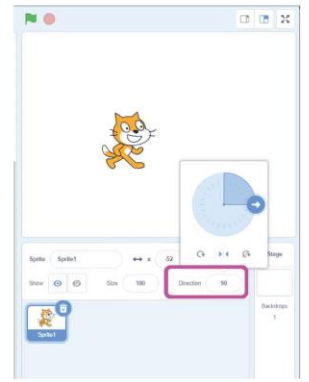 Sprite Sprite1 x -52 Stage
Show Size 100 Direction 90
Backdrops
1
Sprite1